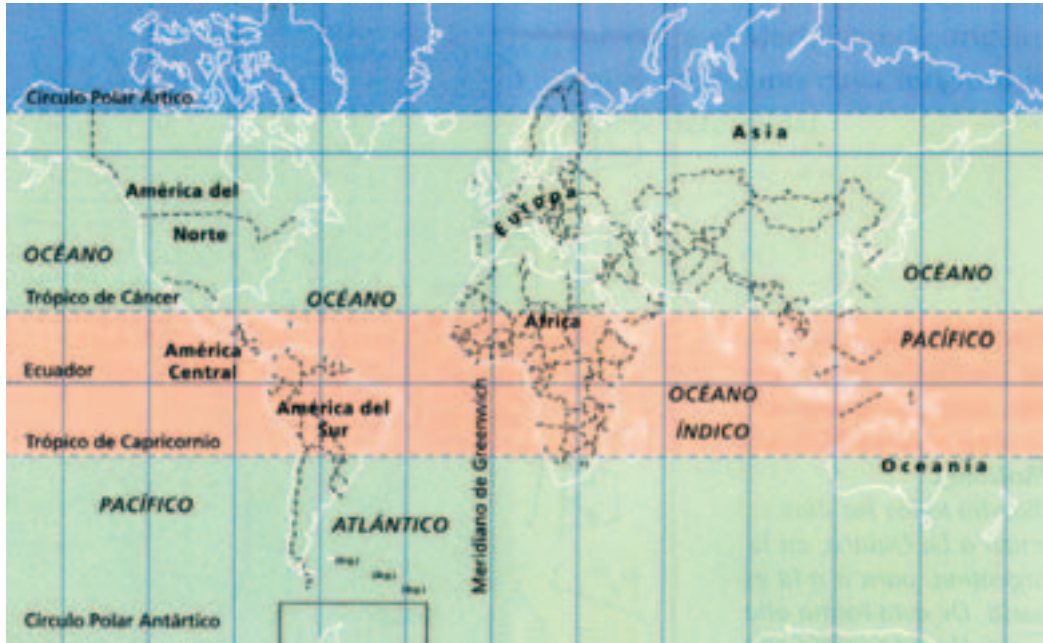 Círculo Polar Ártico
Asia
América del
Norte
Europa
OCÉANO
OCÉANO
Trópico de Cáncer
OCÉANO
África
PACÍFICO
América
Central
Ecuador
OCÉANO
América del
Sur
ÍNDICO
Trópico de Capricornio
Oceanía
PACÍFICO
ATLÁNTICO
Meridiano de Greenwich
Círculo Polar Antártico